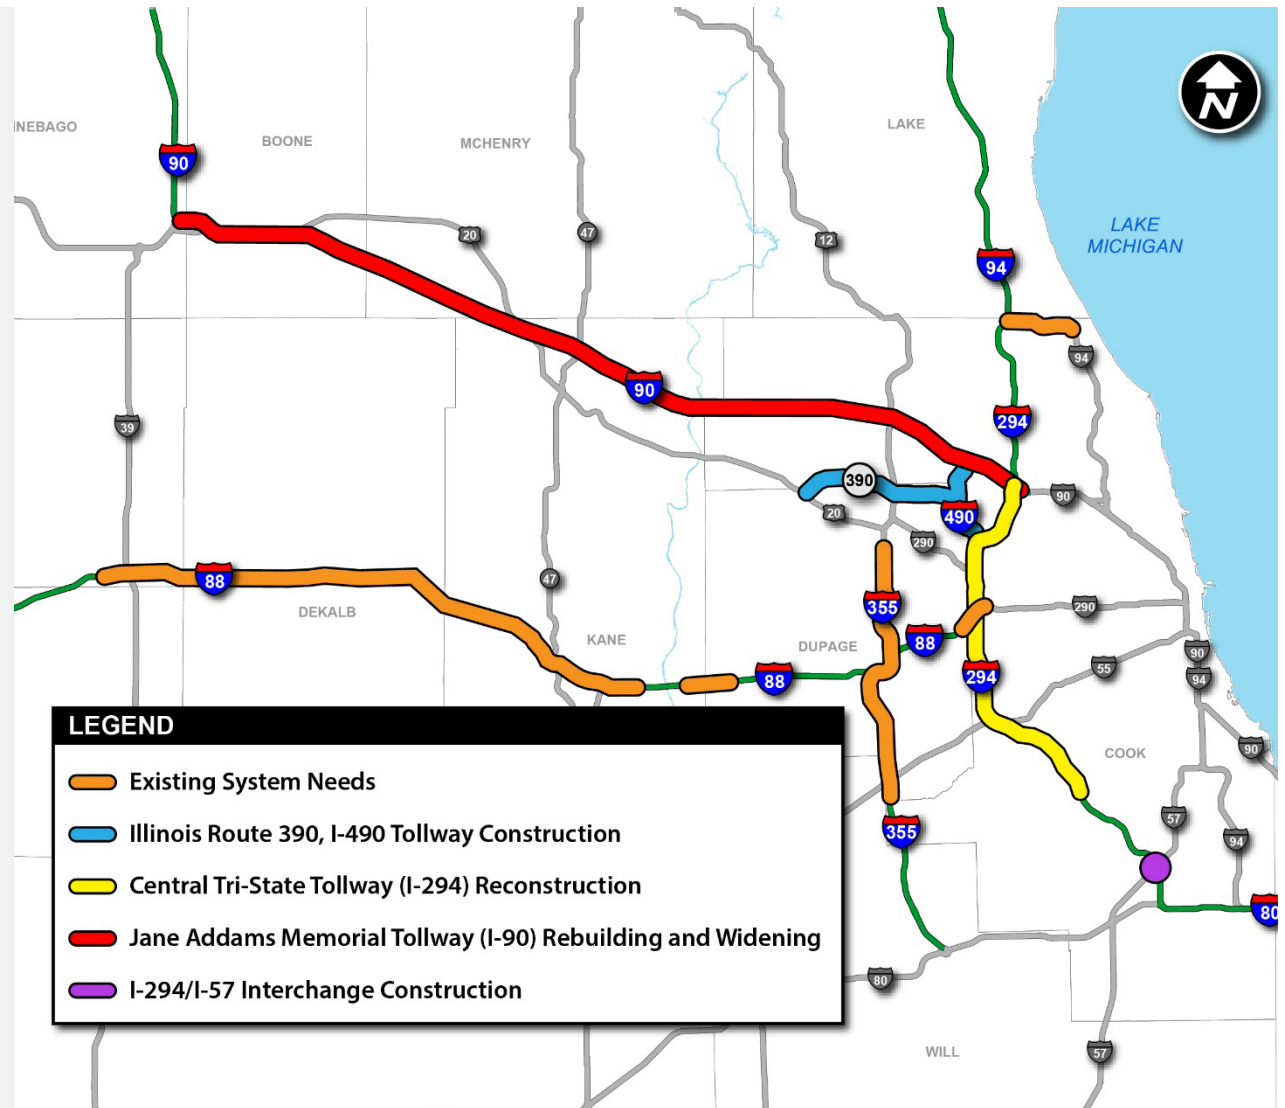 N
INEBAGO
BOONE
MCHENRY
LAKE
90
LAKE
MICHIGAN
20
47
12
94
94
90
294
39
390
90
20
490
290
47
88
355
290
DEKALB
KANE
DUPAGE
88
90
55
88
294
94
LEGEND
Existing System Needs
Illinois Route 390, I-490 Tollway Construction
Central Tri-State Tollway (I-294) Reconstruction
Jane Addams Memorial Tollway (I-90) Rebuilding and Widening
I-294/I-57 Interchange Construction
90
COOK
57
355
94
80
80
WILL
57